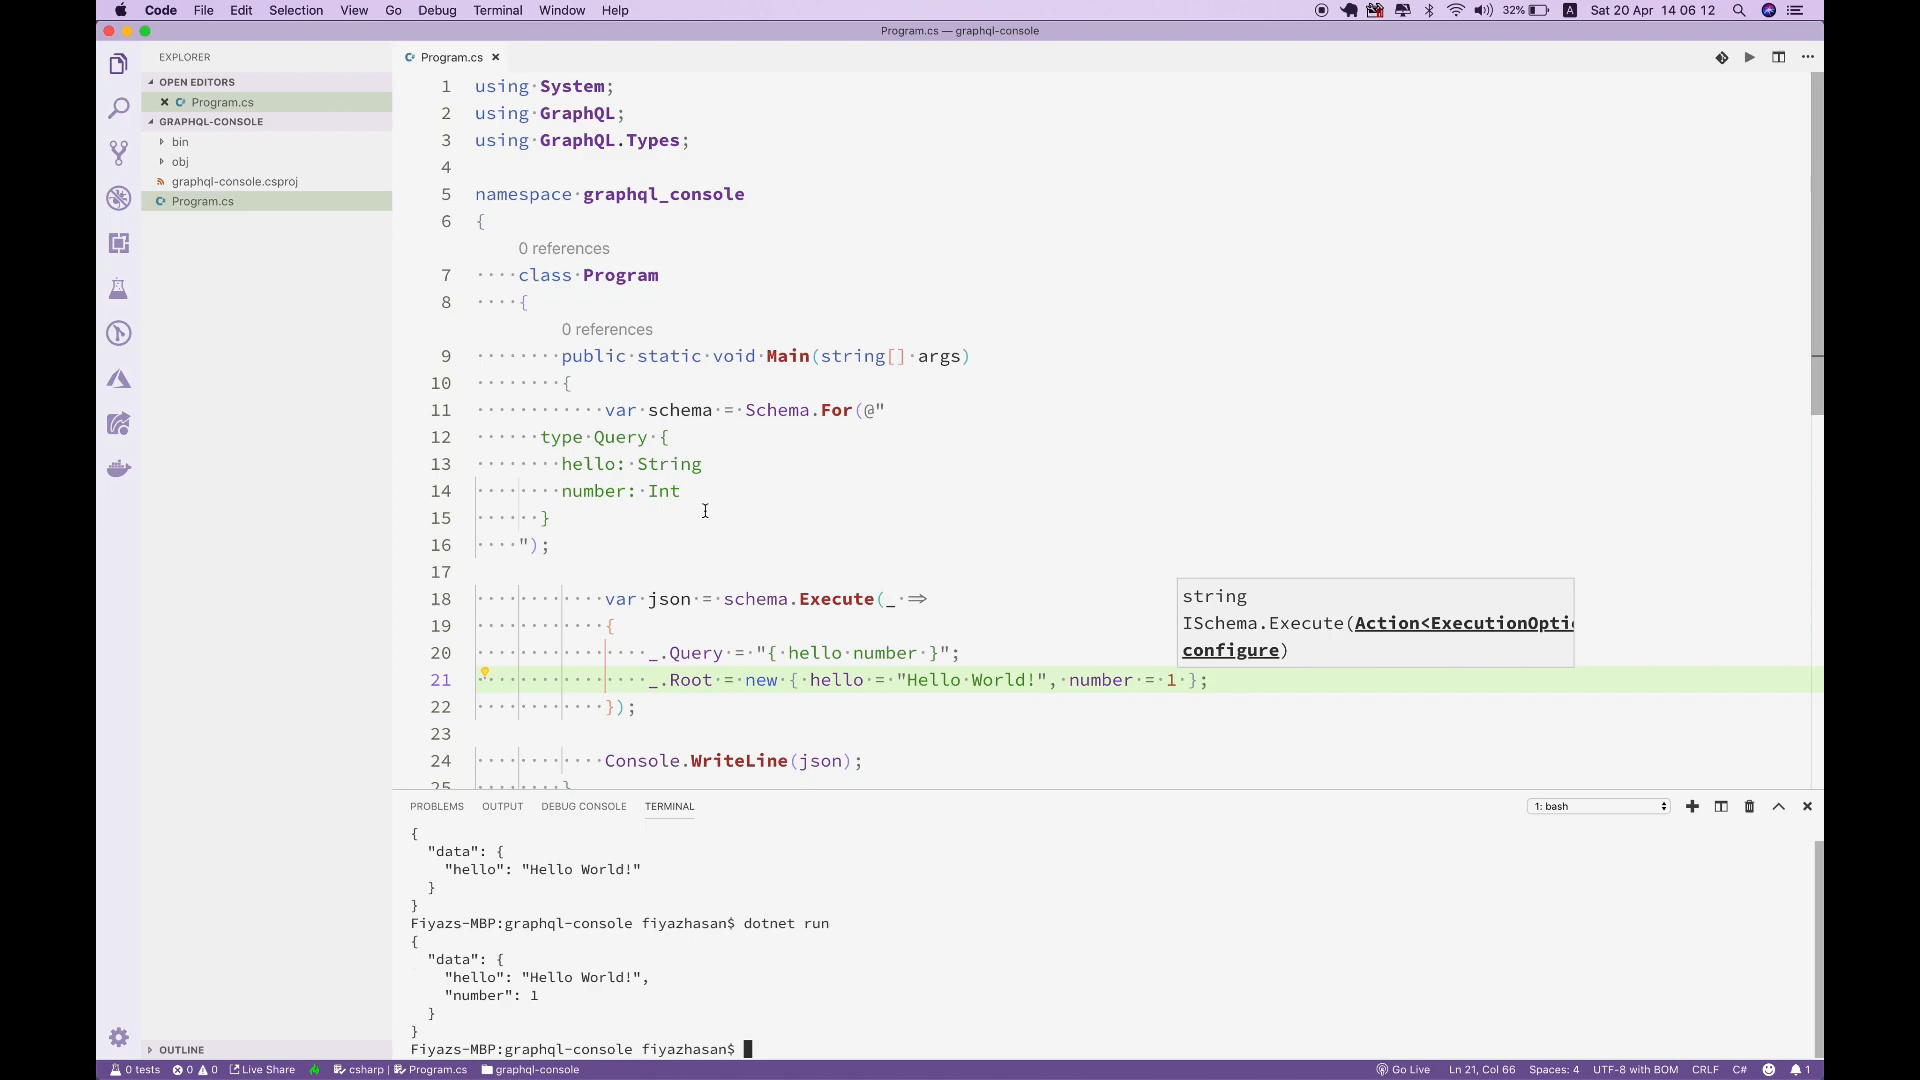 Code File Edit Selection View Go Debug Terminal Window Help
32% A Sat 20 Apr 14 06 12
Program.cs — graphql-console
EXPLORER
OPEN EDITORS
Program.cs
GRAPHQL-CONSOLE
bin
obj
graphql-console.csproj
Program.cs
OUTLINE
Program.cs
1 using System;
2 using GraphQL;
3 using GraphQL.Types;
4
5 namespace graphql_console
6 {
0 references
7 class Program
8 {
0 references
9 public static void Main(string[] args)
10 {
11 var schema = Schema.For(@"
12 type Query {
13 hello: String
14 number: Int
15 }
16 ");
17
18 var json = schema.Execute(_ =>
19 {
20 _.Query = "{ hello number }";
21 _.Root = new { hello = "Hello World!", number = 1 };
22 });
23
24 Console.WriteLine(json);
25 }
string
ISchema.Execute(Action<ExecutionOptio
configure)
PROBLEMS OUTPUT DEBUG CONSOLE TERMINAL
1: bash
{
"data": {
"hello": "Hello World!"
}
}
Fiyazs-MBP:graphql-console fiyazhasan$ dotnet run
{
"data": {
"hello": "Hello World!",
"number": 1
}
}
Fiyazs-MBP:graphql-console fiyazhasan$
0 tests 0 0 Live Share csharp | Program.cs graphql-console
Go Live Ln 21, Col 66 Spaces: 4 UTF-8 with BOM CRLF C# 1